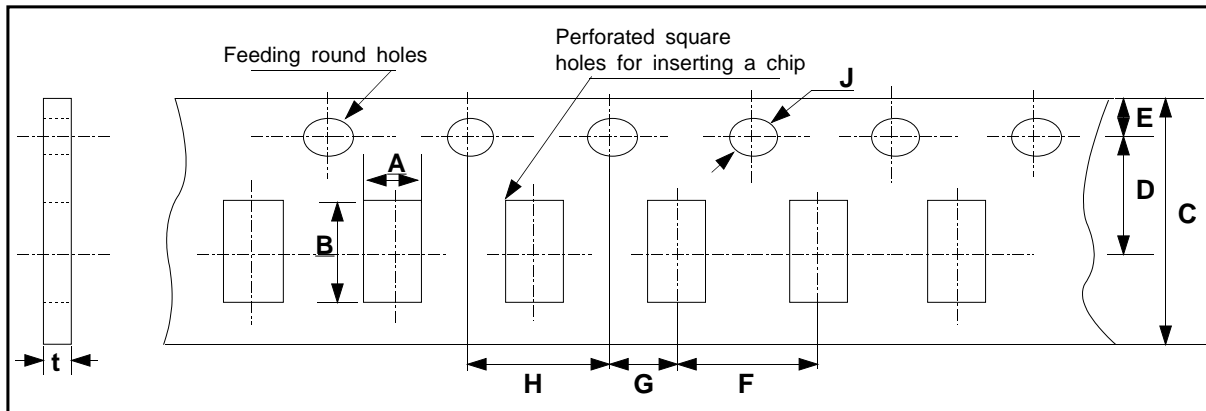 Feeding round holes
Perforated square
holes for inserting a chip
J
E
A
D
C
B
t
H
G
F